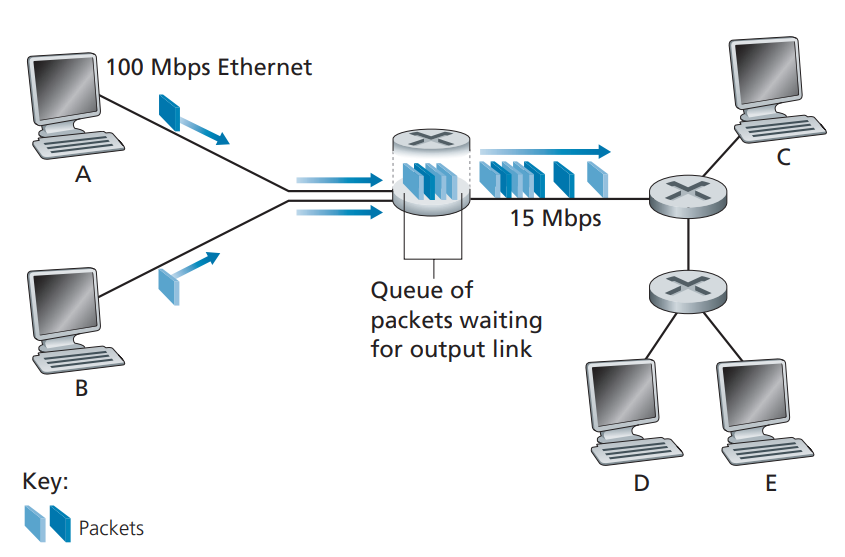 100 Mbps Ethernet
A
C
15 Mbps
Queue of
packets waiting
for output link
B
D
E
Key:
Packets